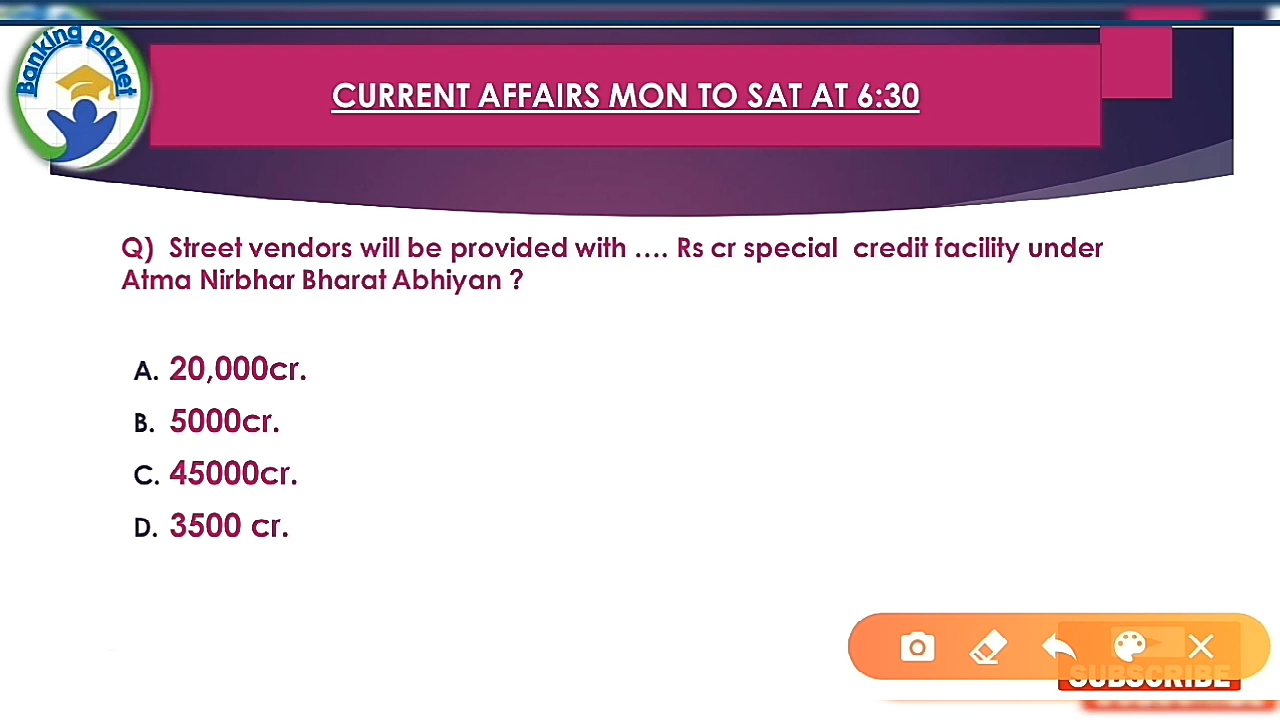 Banking planet
CURRENT AFFAIRS MON TO SAT AT 6:30
Q) Street vendors will be provided with .... Rs cr special credit facility under
Atma Nirbhar Bharat Abhiyan ?
A. 20,000cr.
B. 5000cr.
C. 45000cr.
D. 3500 cr.
SUBSCRIBE